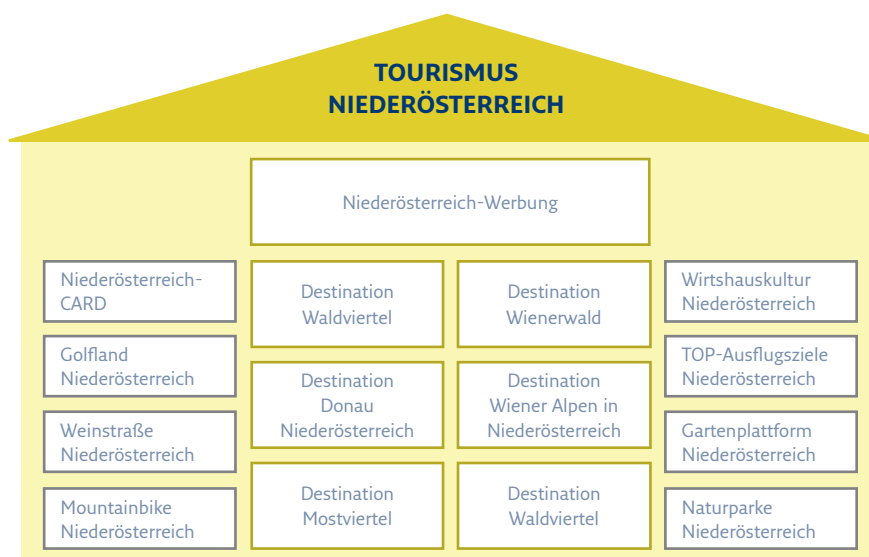 TOURISMUS
NIEDERÖSTERREICH
Niederösterreich-Werbung
Niederösterreich-
CARD
Golfland
Niederösterreich
Weinstraße
Niederösterreich
Mountainbike
Niederösterreich
Destination
Waldviertel
Destination
Wienerwald
Destination
Donau
Niederösterreich
Destination
Wiener Alpen in
Niederösterreich
Destination
Mostviertel
Destination
Waldviertel
Wirtshauskultur
Niederösterreich
TOP-Ausflugsziele
Niederösterreich
Gartenplattform
Niederösterreich
Naturparke
Niederösterreich